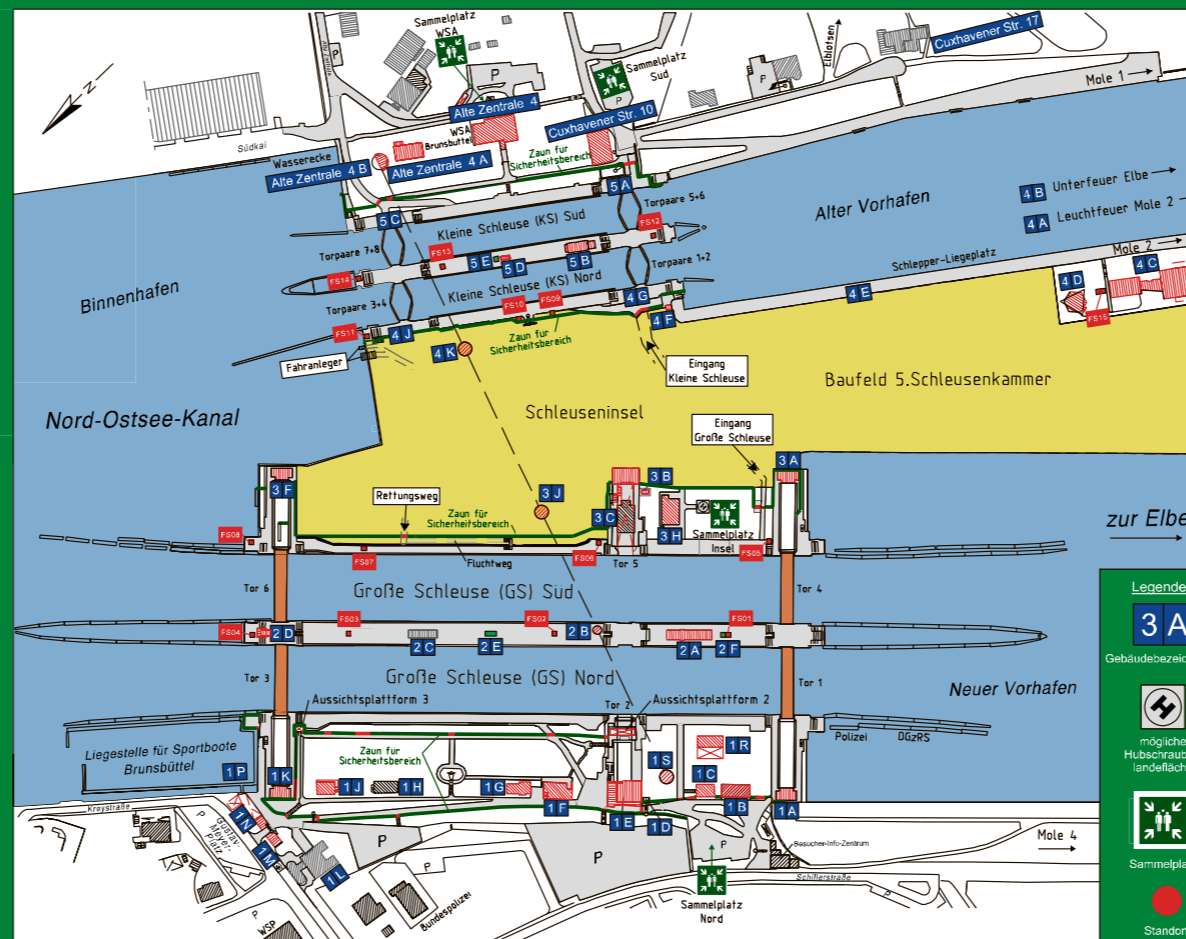 Sammelplatz
WSA
Cuxhavener Str. 17
Elblotsen
Alte Zentrale
P
P
Sammelplatz
Süd
P
P
Mole 1
N
Alte Zentrale 4
WSA
Brunsbüttel
Cuxhavener Str. 10
Südkai
Wasserecke
Alte Zentrale 4 B
Alte Zentrale 4 A
Zaun für
Sicherheitsbereich
5 A
5 C
Torpaare 5+6
Kleine Schleuse (KS) Süd
FS12
Alter Vorhafen
4 B Unterfeuer Elbe
4 A Leuchtfeuer Mole 2
Torpaare 7+8
FS13
5 E
5 D
5 B
FS14
Torpaare 1+2
Kleine Schleuse (KS) Nord
Schlepper-Liegeplatz
Mole 2
4 D
4 C
4 E
FS15
Binnenhafen
Torpaare 3+4
FS10
FS09
4 G
4 F
FS11
4 J
Fähranleger
4 K
Zaun für
Sicherheitsbereich
Eingang
Kleine Schleuse
Baufeld 5.Schleusenkammer
Nord-Ostsee-Kanal
Schleuseninsel
Eingang
Große Schleuse
3 F
3 J
3 B
3 A
Rettungsweg
Zaun für
Sicherheitsbereich
3 C
3 H
Sammelplatz
Insel
zur Elbe
FS08
FS07
Fluchtweg
FS06
Tor 5
FS05
Tor 6
Große Schleuse (GS) Süd
Tor 4
Legende
3 A
Gebäudebezeic
FS04
2 D
FS03
2 C
2 E
FS02
2 B
2 A
2 F
FS01
Tor 3
Große Schleuse (GS) Nord
Tor 1
Neuer Vorhafen
Aussichtsplattform 3
Tor 2
Aussichtsplattform 2
H
mögliche
Hubschraub
landefläch
Liegestelle für Sportboote
Brunsbüttel
Zaun für
Sicherheitsbereich
Polizei
DGzRS
1 P
1 K
1 J
1 H
1 G
1 F
1 E
1 D
1 S
1 R
1 C
1 B
1 A
Kreystraße
P
Gustav-
Meyer-
Platz
1 N
1 M
1 L
P
P
P
P
Besucher-Info-Zentrum
Mole 4
Sammelpla
Schillerstraße
P
Sammelplatz
Nord
Bundespolizei
P
WSP
Standor